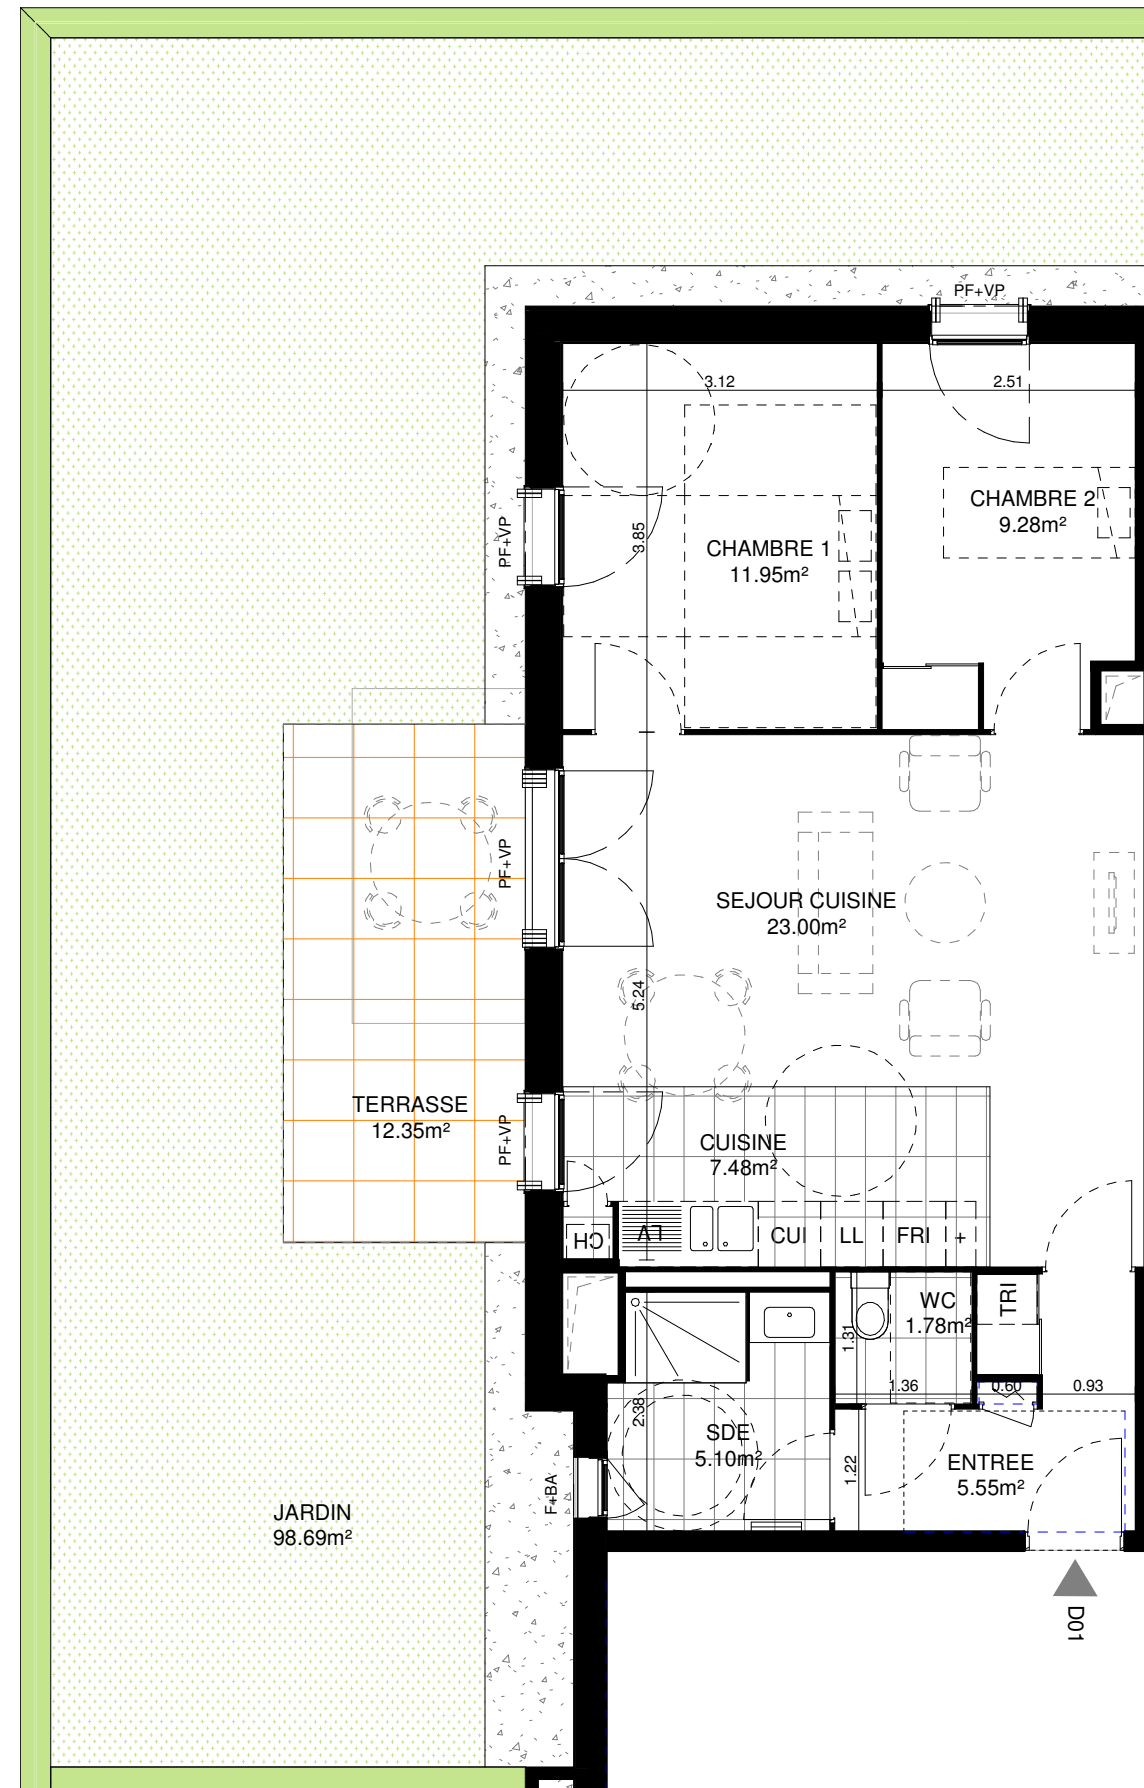 PF+VP
3.12
2.51
CHAMBRE 2
9.28m²
PF+VP
3.85
CHAMBRE 1
11.95m²
PF+VP
SEJOUR CUISINE
23.00m²
5.24
TERRASSE
12.35m²
PF+VP
CUISINE
7.48m²
CH
LV
CUI
LL
FRI
+
WC
1.78m²
TRI
1.31
1.36
0.60
0.93
2.38
SDE
5.10m²
1.22
ENTREE
5.55m²
F+BA
JARDIN
98.69m²
D01